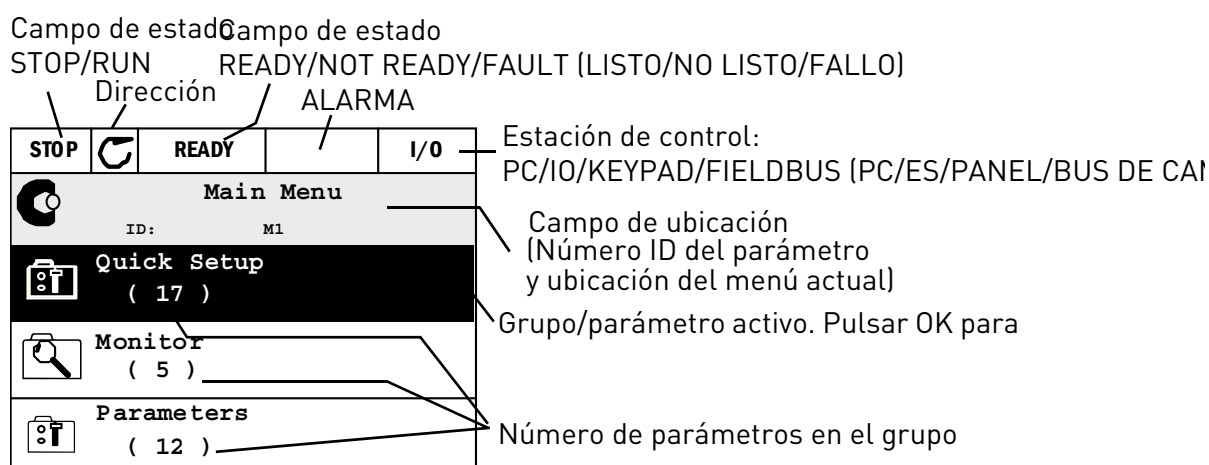 Campo de estado
STOP/RUN
Campo de estado
READY/NOT READY/FAULT (LISTO/NO LISTO/FALLO)
Dirección
ALARMA
STOP
READY
I/0
Estación de control:
PC/IO/KEYPAD/FIELDBUS (PC/ES/PANEL/BUS DE
Main Menu
ID: M1
Campo de ubicación
(Número ID del parámetro
y ubicación del menú actual)
Quick Setup
( 17 )
Grupo/parámetro activo. Pulsar OK para
Monitor
( 5 )
Parameters
( 12 )
Número de parámetros en el grupo